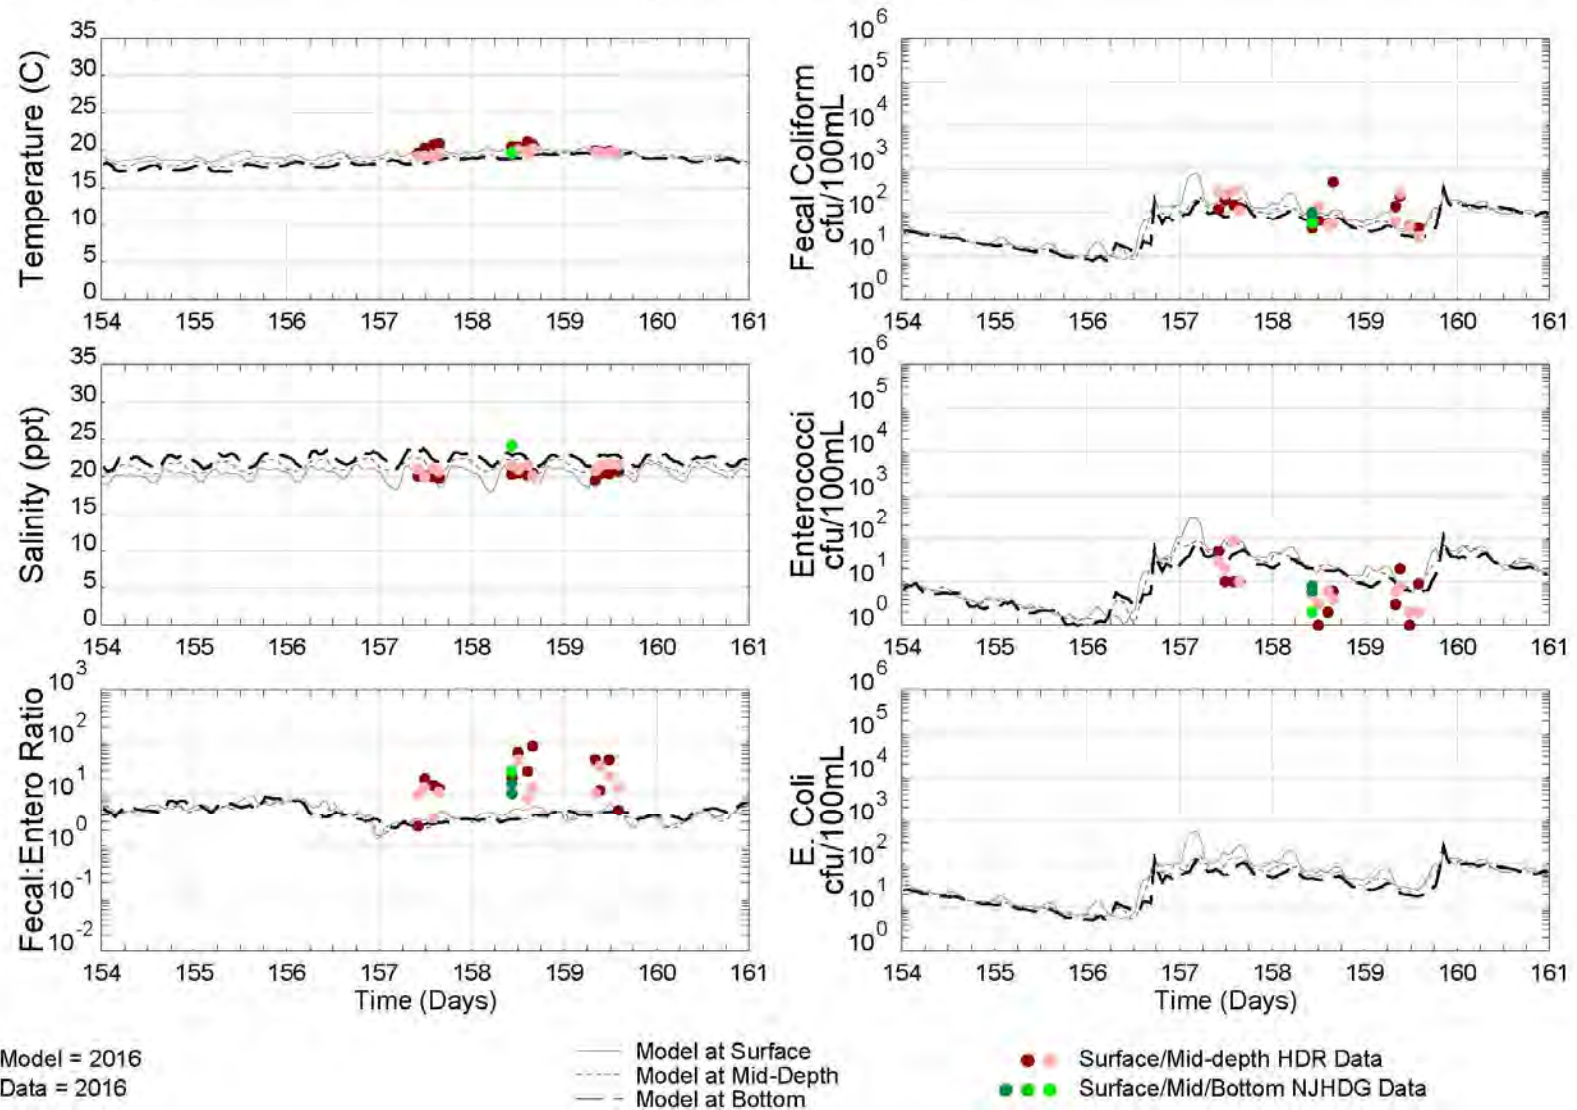 Temperature (C)
35
30
25
20
15
10
5
0
154 155 156 157 158 159 160 161
Fecal Coliform
cfu/100mL
10^6
10^5
10^4
10^3
10^2
10^1
10^0
154 155 156 157 158 159 160 161
Salinity (ppt)
35
30
25
20
15
10
5
0
154 155 156 157 158 159 160 161
Enterococci
cfu/100mL
10^6
10^5
10^4
10^3
10^2
10^1
10^0
154 155 156 157 158 159 160 161
Fecal:Entero Ratio
10^3
10^2
10^1
10^0
10^-1
10^-2
154 155 156 157 158 159 160 161
Time (Days)
E. Coli
cfu/100mL
10^6
10^5
10^4
10^3
10^2
10^1
10^0
154 155 156 157 158 159 160 161
Time (Days)
Model = 2016
Data = 2016
Model at Surface
Model at Mid-Depth
Model at Bottom
Surface/Mid-depth HDR Data
Surface/Mid/Bottom NJHDG Data